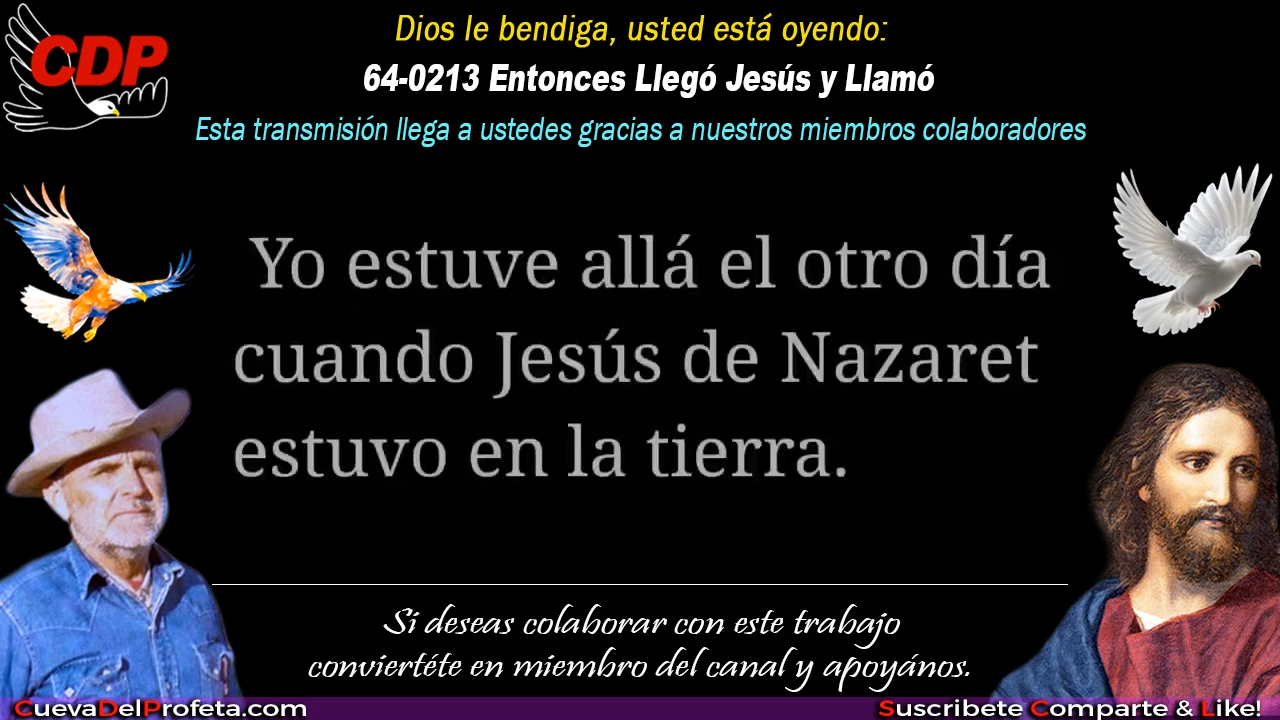 CDP
Dios le bendiga, usted está oyendo:
64-0213 Entonces Llegó Jesús y Llamó
Esta transmisión llega a ustedes gracias a nuestros miembros colaboradores
Yo estuve allá el otro día
cuando Jesús de Nazaret
estuvo en la tierra.
Si deseas colaborar con este trabajo
conviertéte en miembro del canal y apoyános.
CuevaDelProfeta.com
Suscribete Comparte & Like!